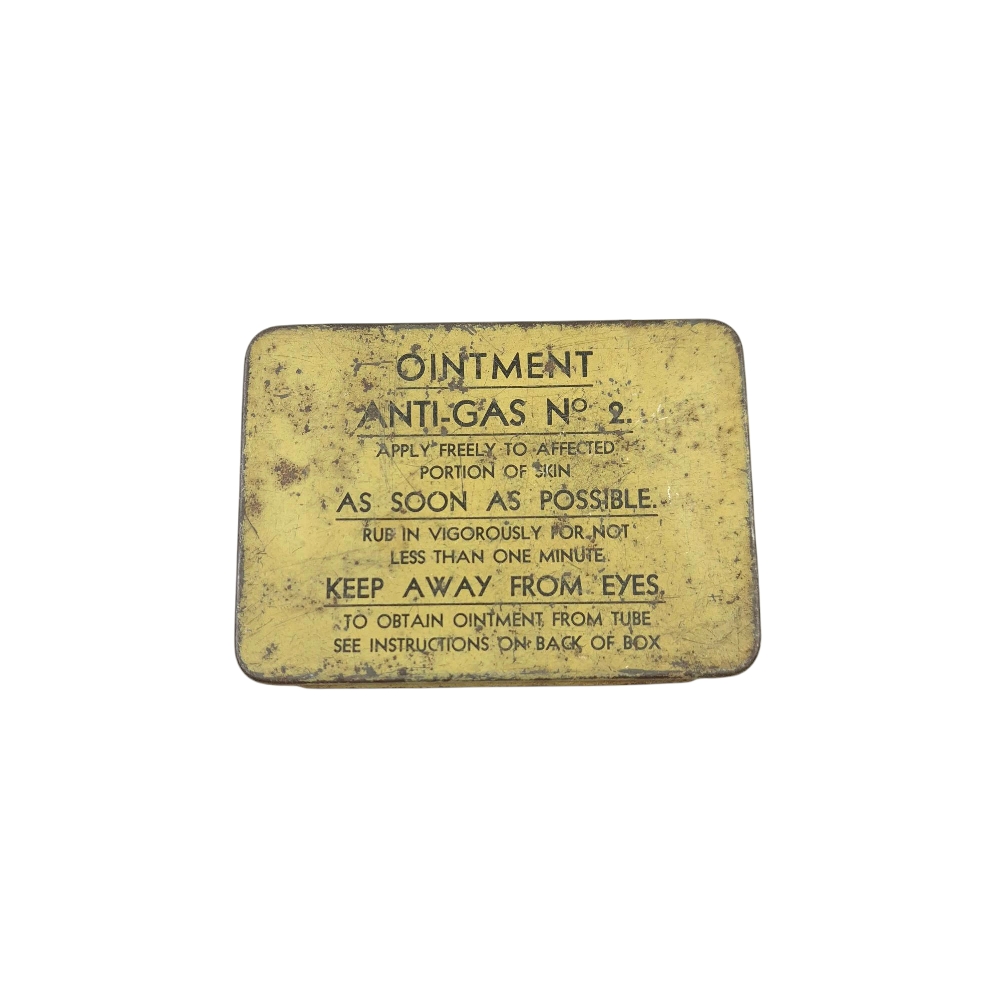 OINTMENT
ANTI-GAS Nº 2.
APPLY FREELY TO AFFECTED
PORTION OF SKIN
AS SOON AS POSSIBLE.
RUB IN VIGOROUSLY FOR NOT
LESS THAN ONE MINUTE
KEEP AWAY FROM EYES.
TO OBTAIN OINTMENT FROM TUBE
SEE INSTRUCTIONS ON BACK OF BOX